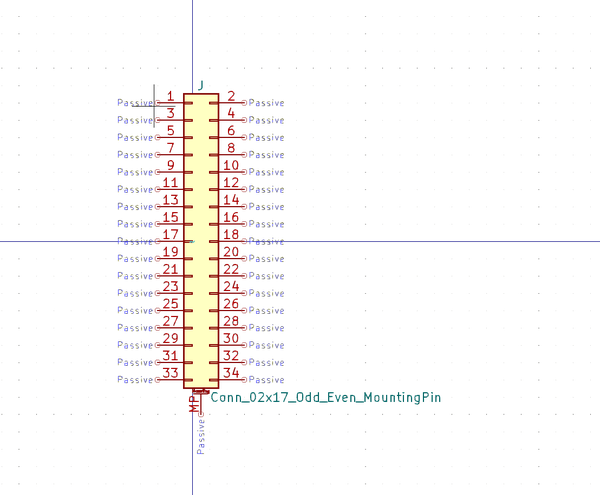 J
Passive 1 2 Passive
Passive 3 4 Passive
Passive 5 6 Passive
Passive 7 8 Passive
Passive 9 10 Passive
Passive 11 12 Passive
Passive 13 14 Passive
Passive 15 16 Passive
Passive 17 18 Passive
Passive 19 20 Passive
Passive 21 22 Passive
Passive 23 24 Passive
Passive 25 26 Passive
Passive 27 28 Passive
Passive 29 30 Passive
Passive 31 32 Passive
Passive 33 34 Passive
Conn_02x17_Odd_Even_MountingPin
MP
Passive